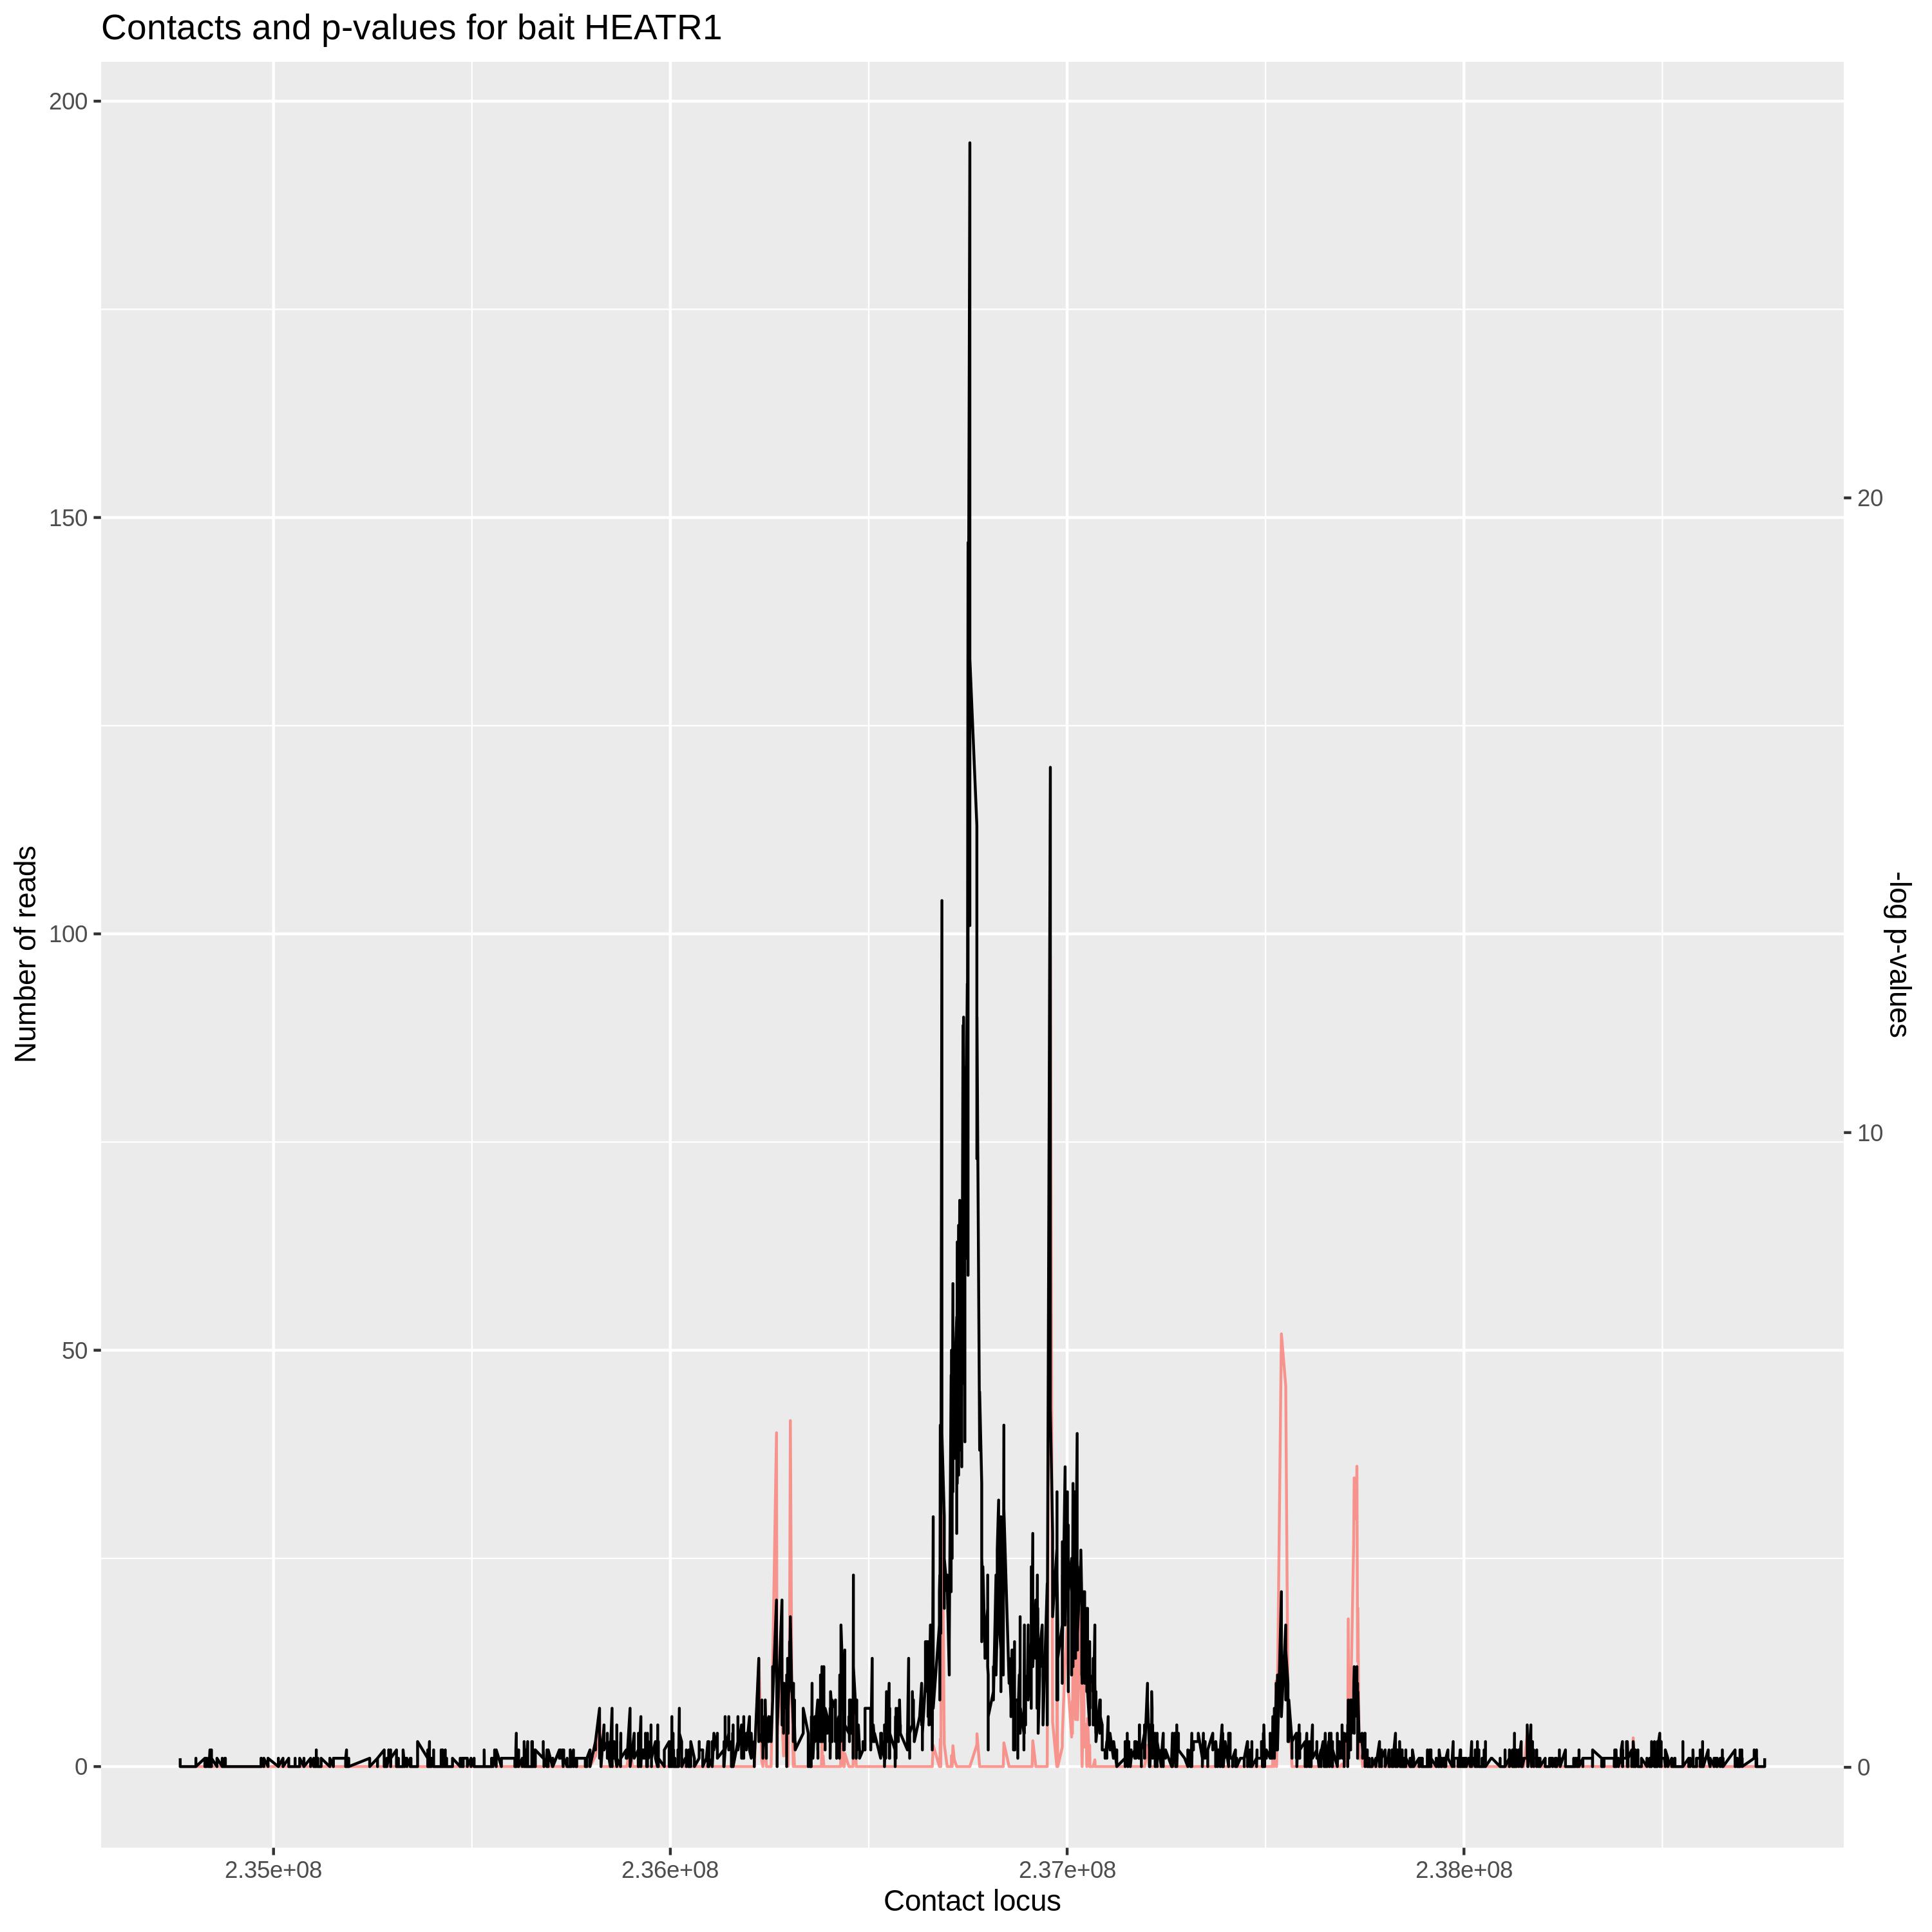 Contacts and p-values for bait HEATR1
200
150
100
50
0
Number of reads
20
10
0
-log p-values
2.35e+08
2.36e+08
2.37e+08
2.38e+08
Contact locus